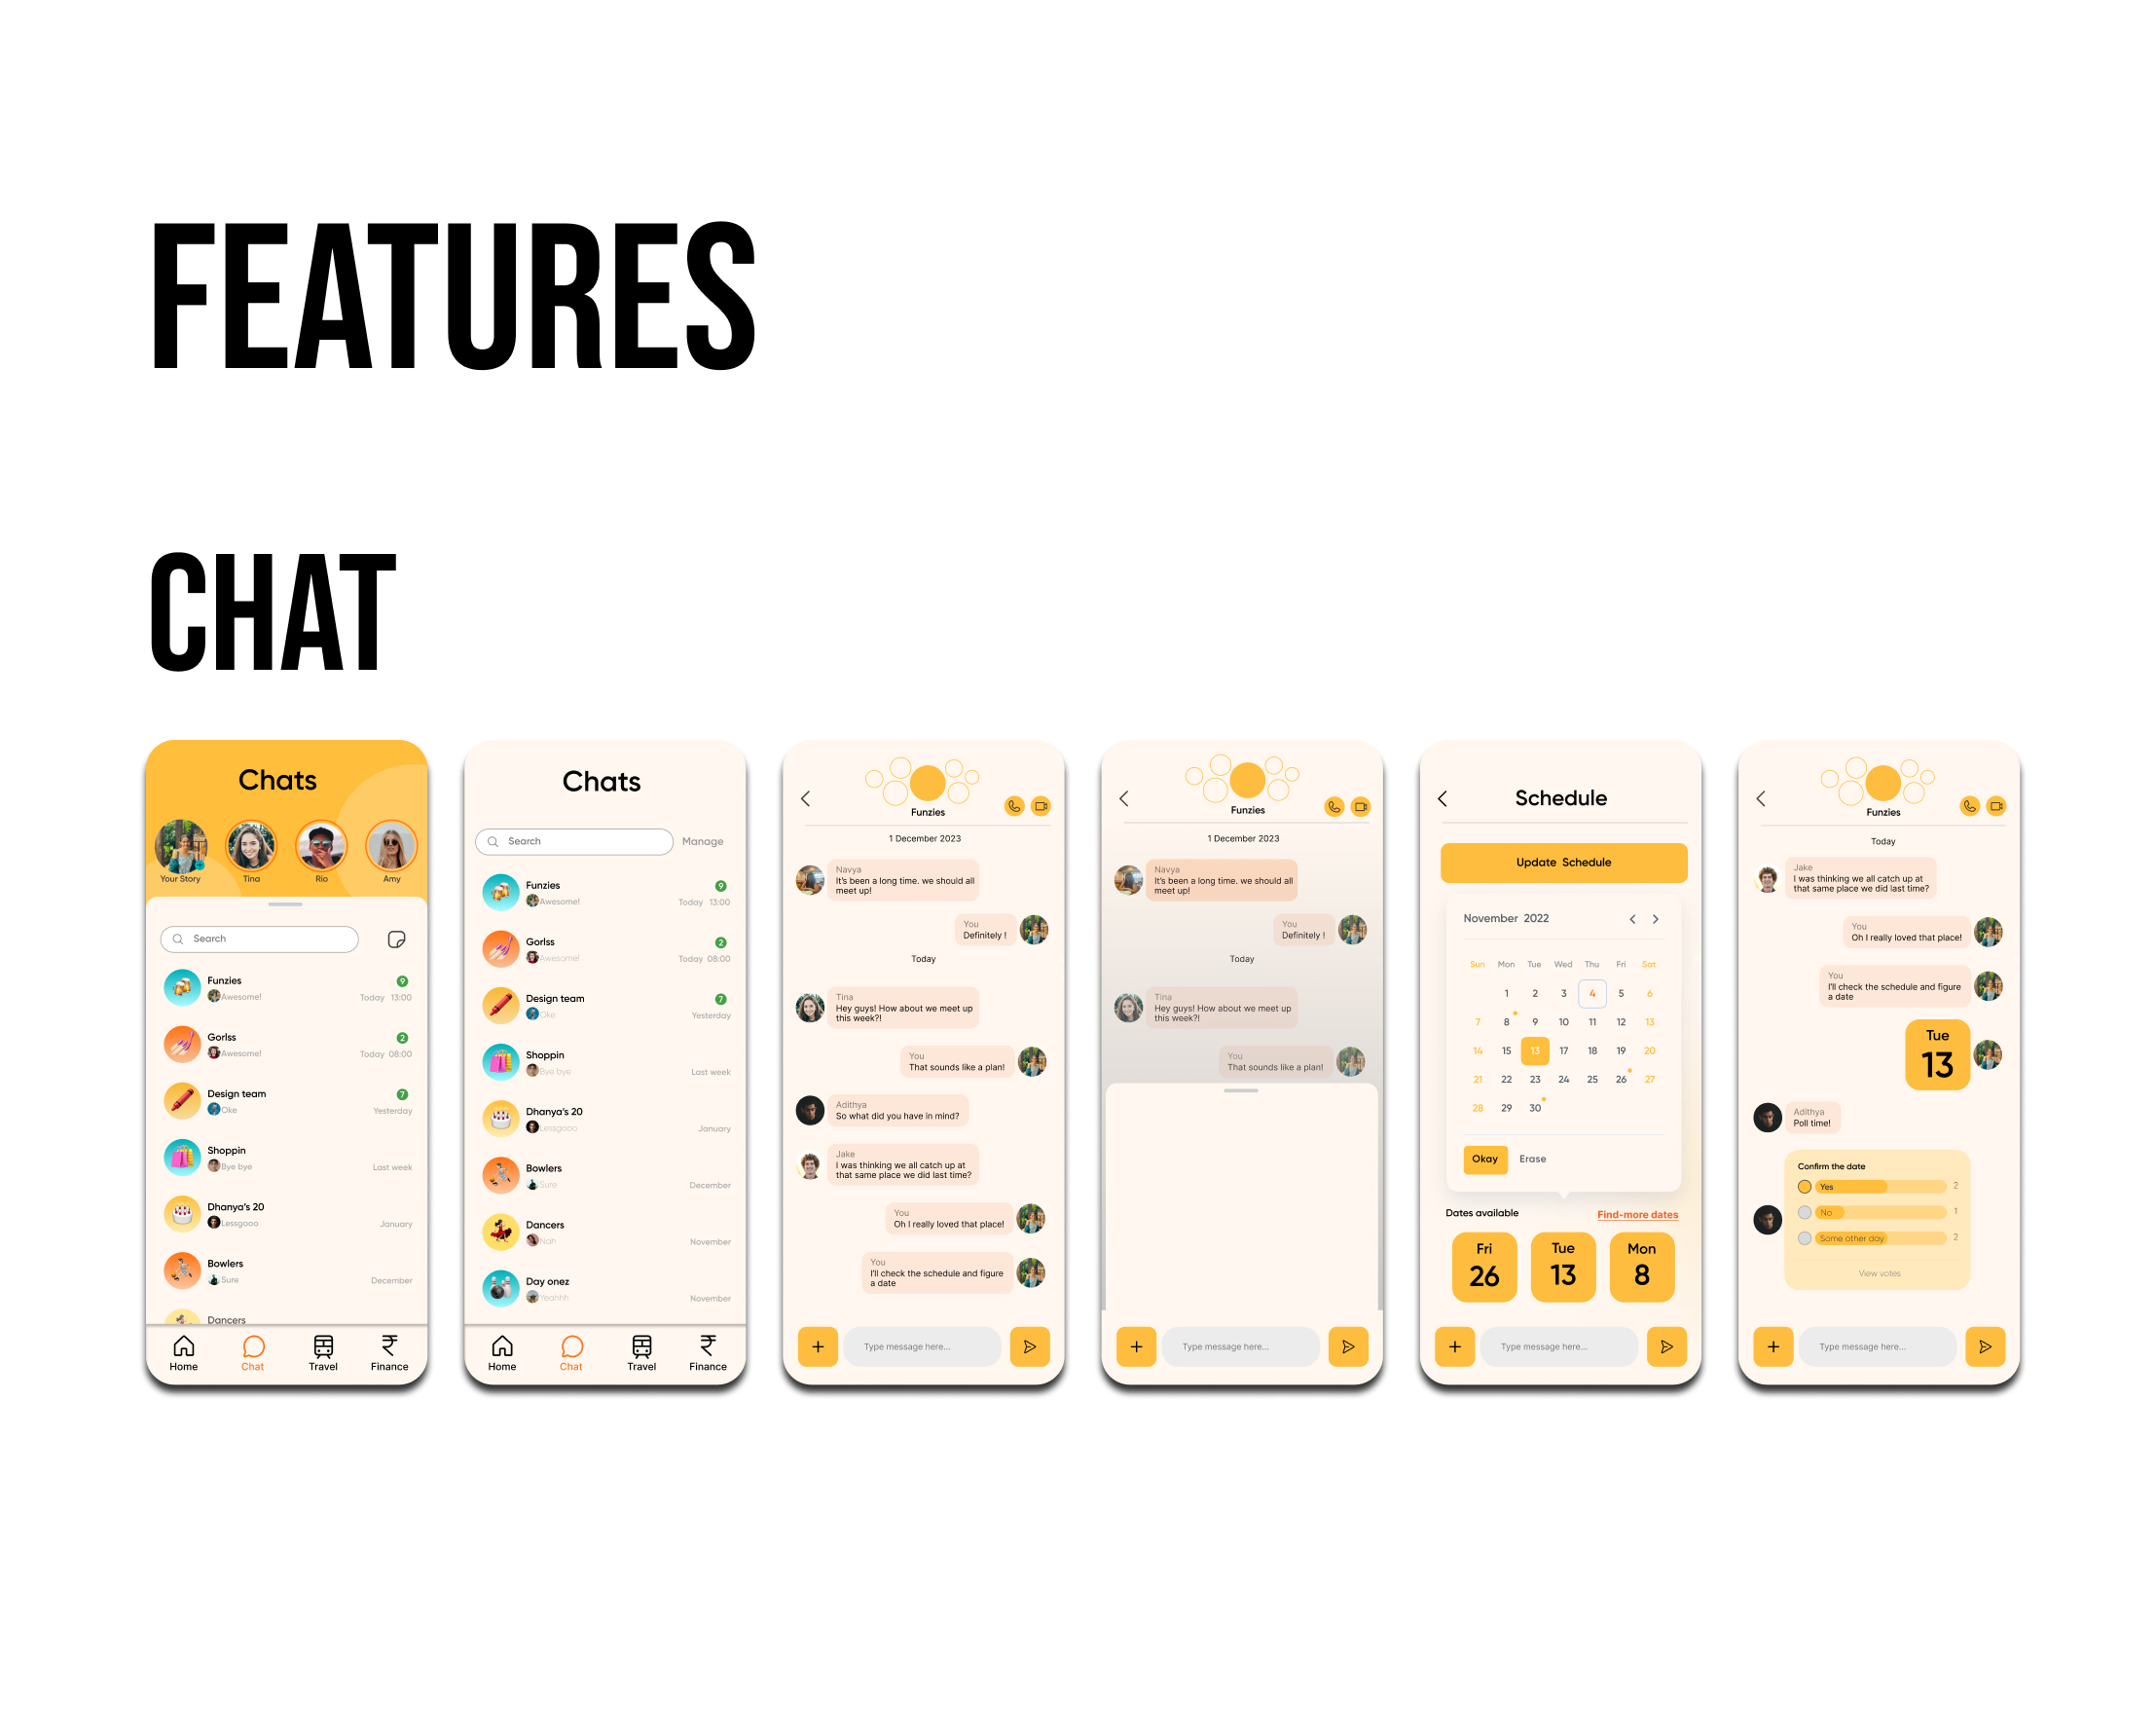 FEATURES
CHAT
Chats
Your Story
Tina
Rio
Amy
Search
Funzies
9
Awesome!
Today 13:00
Gorlss
2
Awesome!
Today 08:00
Design team
7
Oke
Yesterday
Shoppin
Bye bye
Last week
Dhanya's 20
Lessgooo
January
Bowlers
Sure
December
Dancers
Home
Chat
Travel
Finance
Chats
Search
Manage
Funzies
9
Awesome!
Today 13:00
Gorlss
2
Awesome!
Today 08:00
Design team
7
Oke
Yesterday
Shoppin
Bye bye
Last week
Dhanya's 20
Lessgooo
January
Bowlers
Sure
December
Dancers
Nah
November
Day onez
Yeahhh
November
Home
Chat
Travel
Finance
Funzies
1 December 2023
Navya
It's been a long time. we should all
meet up!
You
Definitely !
Today
Tina
Hey guys! How about we meet up
this week?!
You
That sounds like a plan!
Adithya
So what did you have in mind?
Jake
I was thinking we all catch up at
that same place we did last time?
You
Oh I really loved that place!
You
I'll check the schedule and figure
a date
Type message here...
Funzies
1 December 2023
Navya
It's been a long time. we should all
meet up!
You
Definitely !
Today
Tina
Hey guys! How about we meet up
this week?!
You
That sounds like a plan!
Type message here...
Schedule
Update Schedule
November 2022
Sun Mon Tue Wed Thu Fri Sat
1 2 3 4 5 6
7 8 9 10 11 12 13
14 15 13 17 18 19 20
21 22 23 24 25 26 27
28 29 30
Okay
Erase
Dates available
Find-more dates
Fri
26
Tue
13
Mon
8
Type message here...
Funzies
Today
Jake
I was thinking we all catch up at
that same place we did last time?
You
Oh I really loved that place!
You
I'll check the schedule and figure
a date
Tue
13
Adithya
Poll time!
Confirm the date
Yes
2
No
1
Some other day
2
View votes
Type message here...